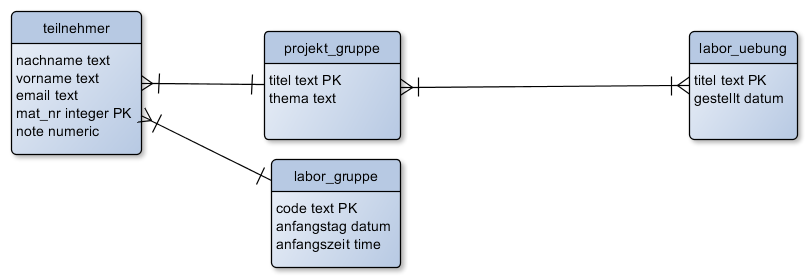 teilnehmer
nachname text
vorname text
email text
mat_nr integer PK
note numeric
projekt_gruppe
titel text PK
thema text
labor_uebung
titel text PK
gestellt datum
labor_gruppe
code text PK
anfangstag datum
anfangszeit time